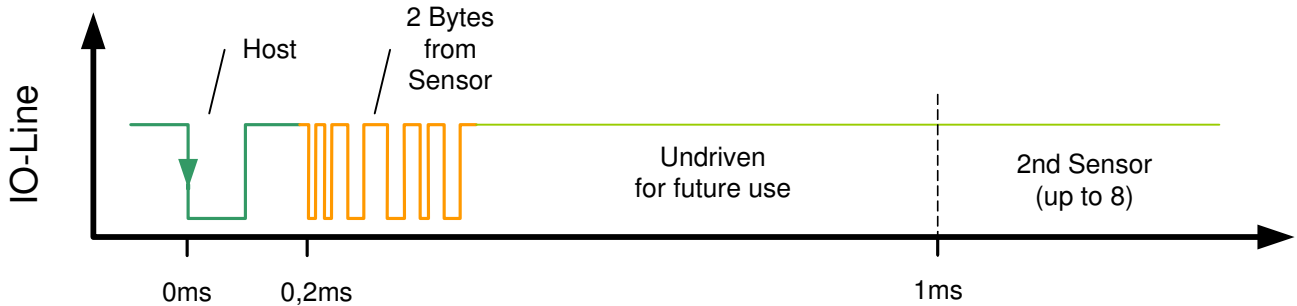 2 Bytes
from
Sensor
Host
IO-Line
Undriven
for future use
2nd Sensor
(up to 8)
0ms
0,2ms
1ms